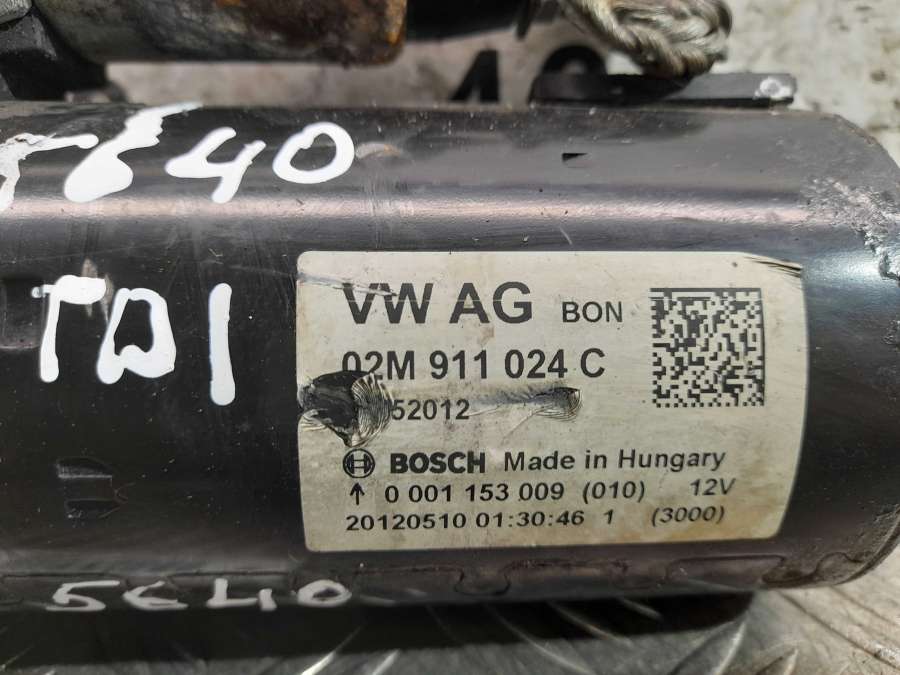 5640
TDI
VW AG BON
02M 911 024 C
52012
BOSCH Made in Hungary
↑ 0 001 153 009 (010) 12V
20120510 01:30:46 1 (3000)
5640